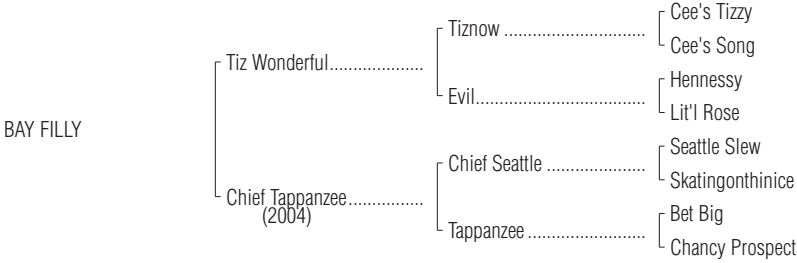 Cee's Tizzy
Tiznow ..............................
Cee's Song
Tiz Wonderful....................
Hennessy
Evil.....................................
Lit'l Rose
BAY FILLY
Seattle Slew
Chief Seattle .....................
Skatingonthinice
Chief Tappanzee................
(2004)
Bet Big
Tappanzee .........................
Chancy Prospect